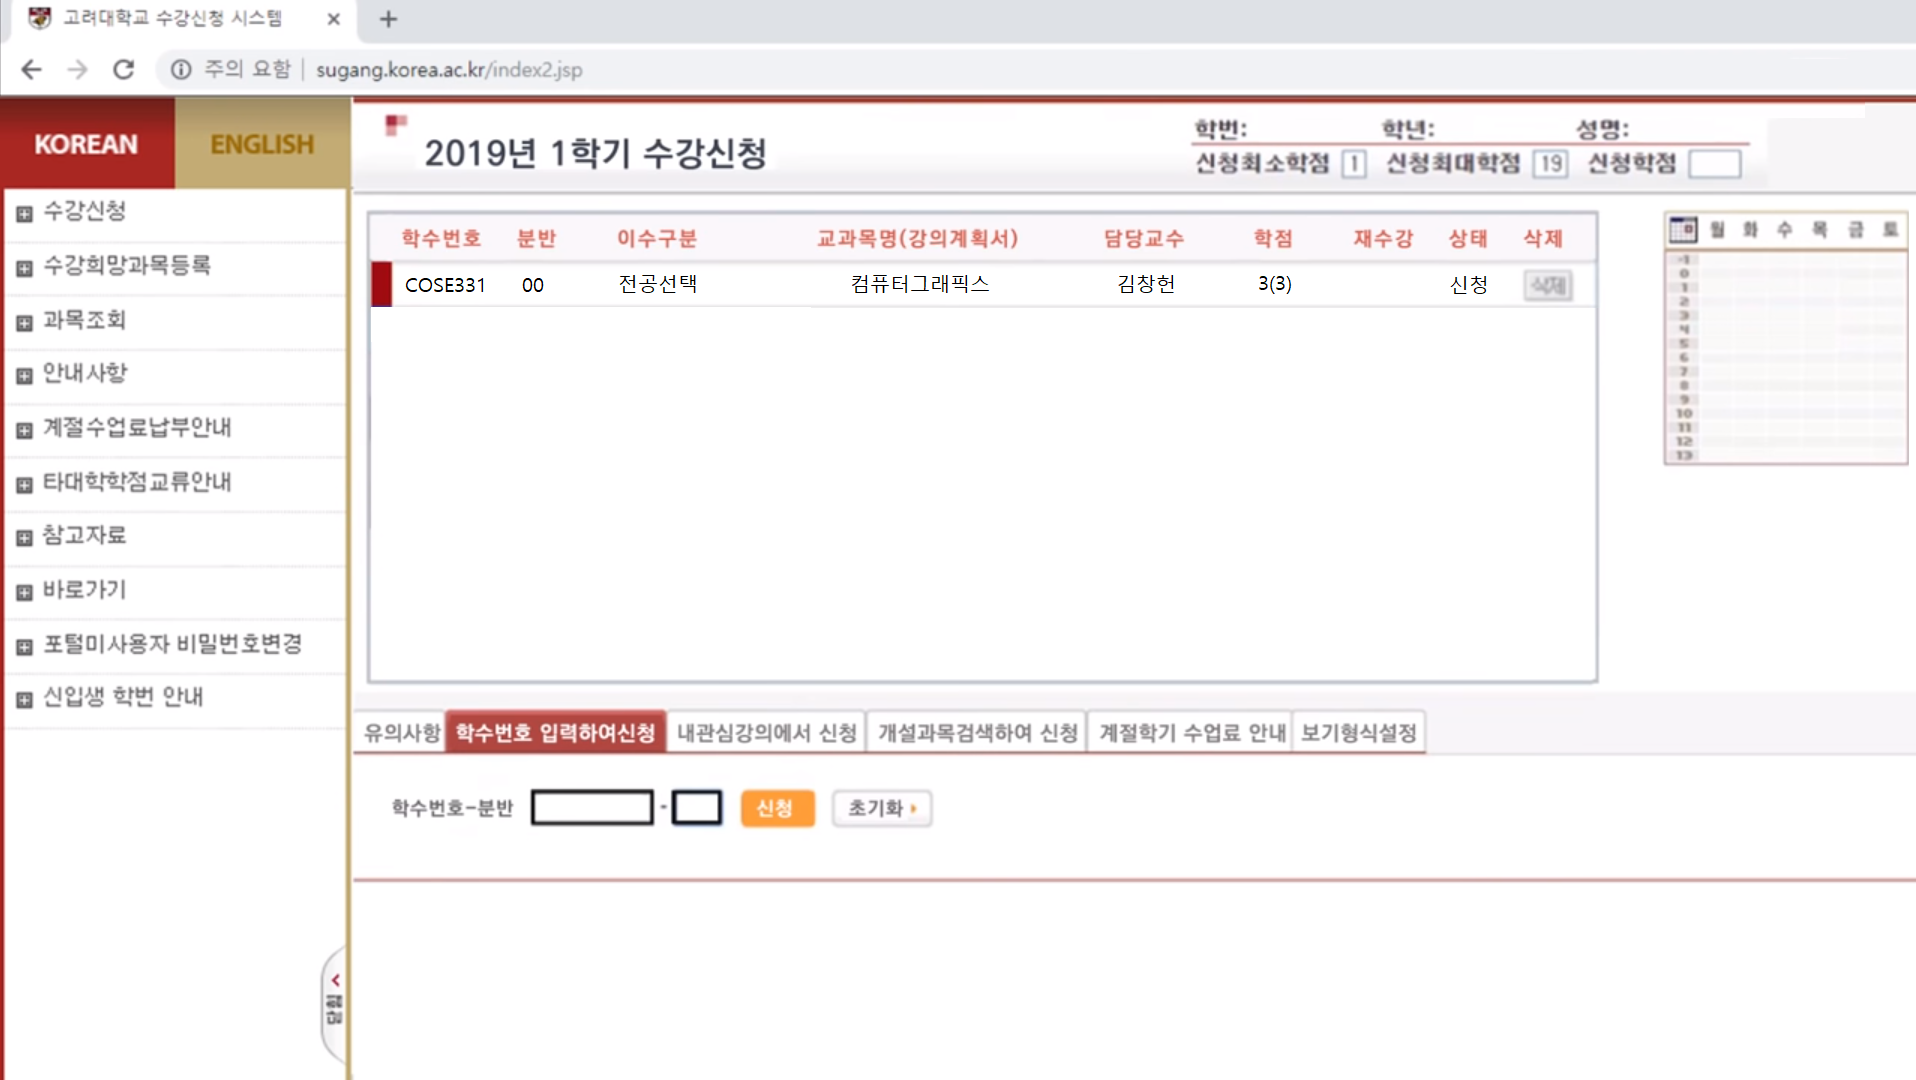 고려대학교 수강신청 시스템
주의 요함 sugang.korea.ac.kr/index2.jsp
KOREAN ENGLISH
수강신청
수강희망과목등록
과목조회
안내사항
계절수업료납부안내
타대학학점교류안내
참고자료
바로가기
포털미사용자 비밀번호변경
신입생 학번 안내
닫힘
2019년 1학기 수강신청
학번: 학년: 성명:
신청최소학점 1 신청최대학점 19 신청학점
학수번호 분반 이수구분 교과목명(강의계획서) 담당교수 학점 재수강 상태 삭제
COSE331 00 전공선택 컴퓨터그래픽스 김창헌 3(3) 신청 삭제
월 화 수 목 금 토
-1
0
1
2
3
4
5
6
7
8
9
10
11
12
13
유의사항 학수번호 입력하여신청 내관심강의에서 신청 개설과목검색하여 신청 계절학기 수업료 안내 보기형식설정
학수번호-분반 - 신청 초기화